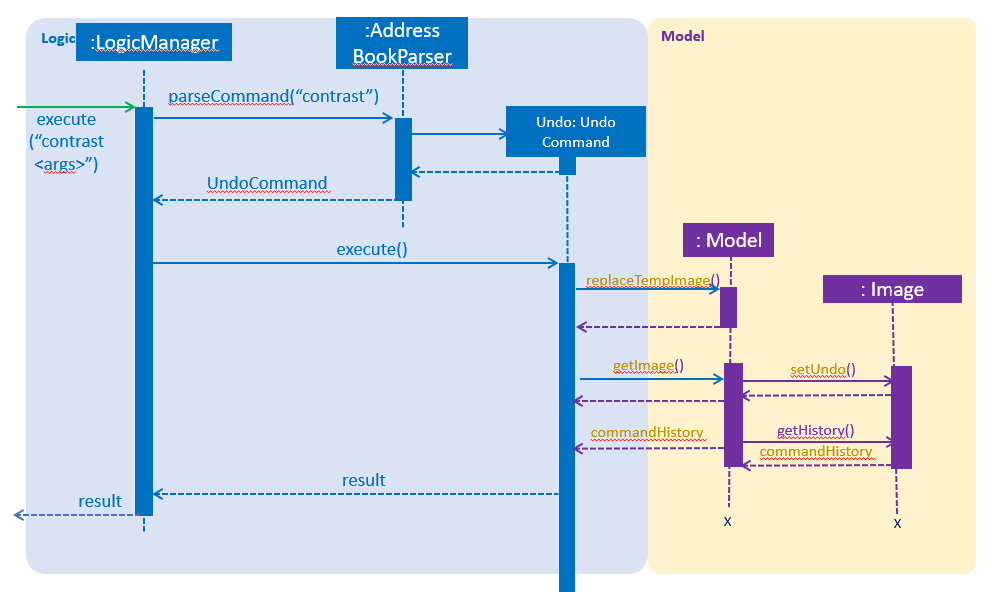 Logic
:LogicManager
:Address
BookParser
Model
parseCommand(“contrast”)
execute
(“contrast
<args>”)
Undo: Undo
Command
UndoCommand
: Model
execute()
replaceTempImage()
: Image
getImage()
setUndo()
commandHistory
getHistory()
commandHistory
result
result
X
X